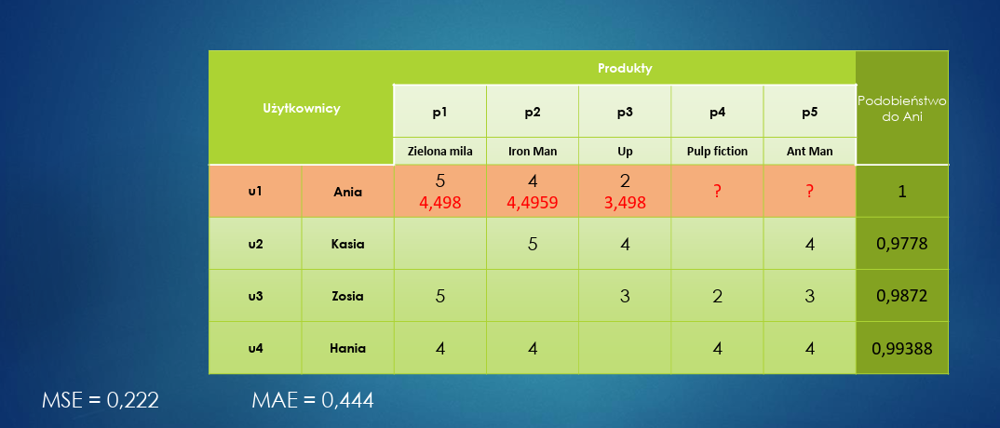 Produkty
Użytkownicy
Podobieństwo
do Ani
p1 p2 p3 p4 p5
Zielona mila Iron Man Up Pulp fiction Ant Man
u1 Ania 5 4 2 ? ? 1
4,498 4,4959 3,498
u2 Kasia 5 4 4 0,9778
u3 Zosia 5 3 2 3 0,9872
u4 Hania 4 4 4 4 0,99388
MSE = 0,222 MAE = 0,444